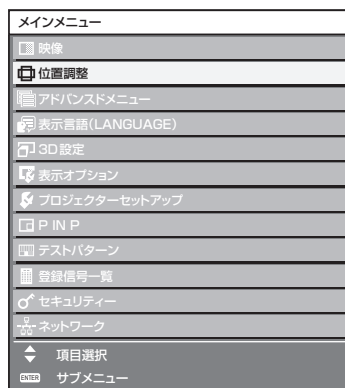 メインメニュー
映像
位置調整
アドバンスドメニュー
表示言語(LANGUAGE)
3D設定
表示オプション
プロジェクターセットアップ
P IN P
テストパターン
登録信号一覧
セキュリティー
ネットワーク
項目選択
ENTER サブメニュー